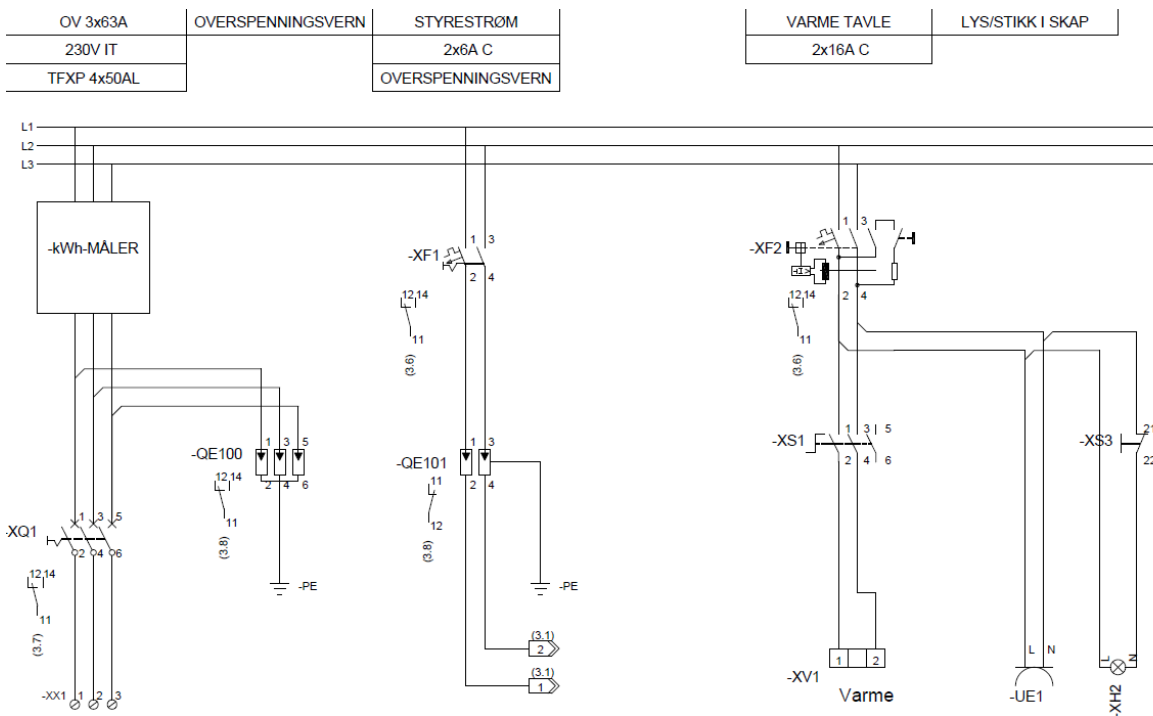 OV 3x63A OVERSPENNINGSVERN STYRESTRØM VARME TAVLE LYS/STIKK I SKAP
230V IT 2x6A C 2x16A C
TFXP 4x50AL OVERSPENNINGSVERN
L1
L2
L3
-kWh-MÅLER
1 3
-XF1
2 4
12 14
11
(3.6)
1 3
-XF2
2 4
12 14
11
(3.6)
1 3 5
-QE100
2 4 6
12 14
11
(3.8)
-PE
1 3
-QE101
2 4
11
12
(3.8)
-PE
1 3 5
-XS1
2 4 6
21
-XS3
22
1 3 5
-XQ1
2 4 6
12 14
11
(3.7)
(3.1)
2
(3.1)
1
1 2
-XV1
Varme
L N
-UE1
L N
-XH2
-XX1 1 2 3